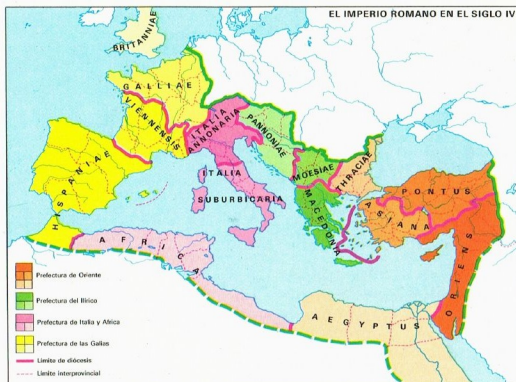 EL IMPERIO ROMANO EN EL SIGLO IV
BRITANNIAE
GALLIAE
VIENNENSIS
ITALIA
ANNONARIA
PANNONIAE
HISPANIAE
ITALIA
SUBURBICARIA
MOESIAE
THRACIAE
MACEDONIA
PONTUS
ASIANA
ORIENS
AFRICA
AEGYPTUS
Prefectura de Oriente
Prefectura del Ilírico
Prefectura de Italia y Africa
Prefectura de las Galias
Límite de diócesis
Límite interprovincial